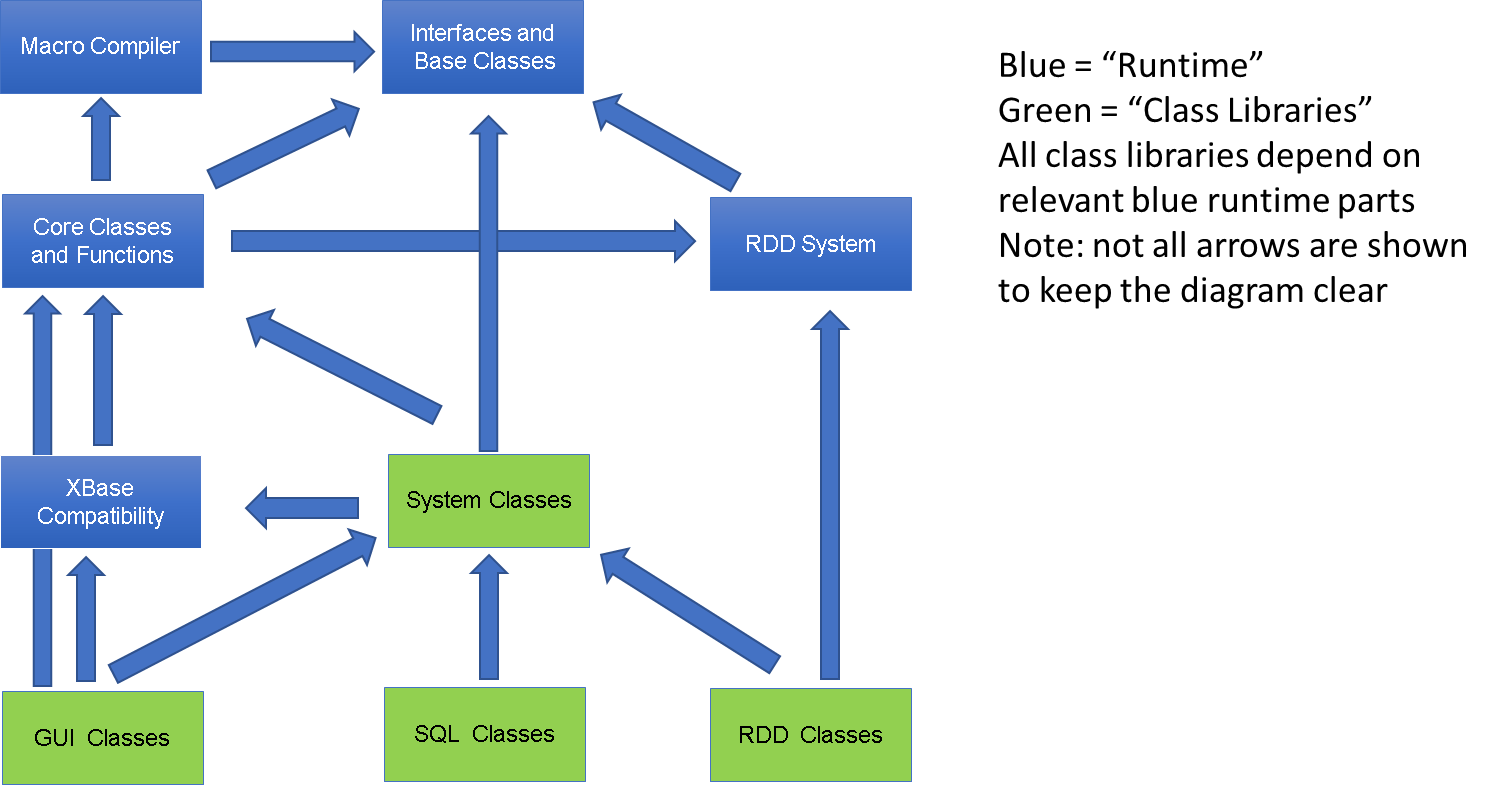 Macro Compiler
Interfaces and
Base Classes
Blue = “Runtime”
Green = “Class Libraries”
All class libraries depend on
relevant blue runtime parts
Note: not all arrows are shown
to keep the diagram clear
Core Classes
and Functions
RDD System
XBase
Compatibility
System Classes
GUI  Classes
SQL  Classes
RDD  Classes